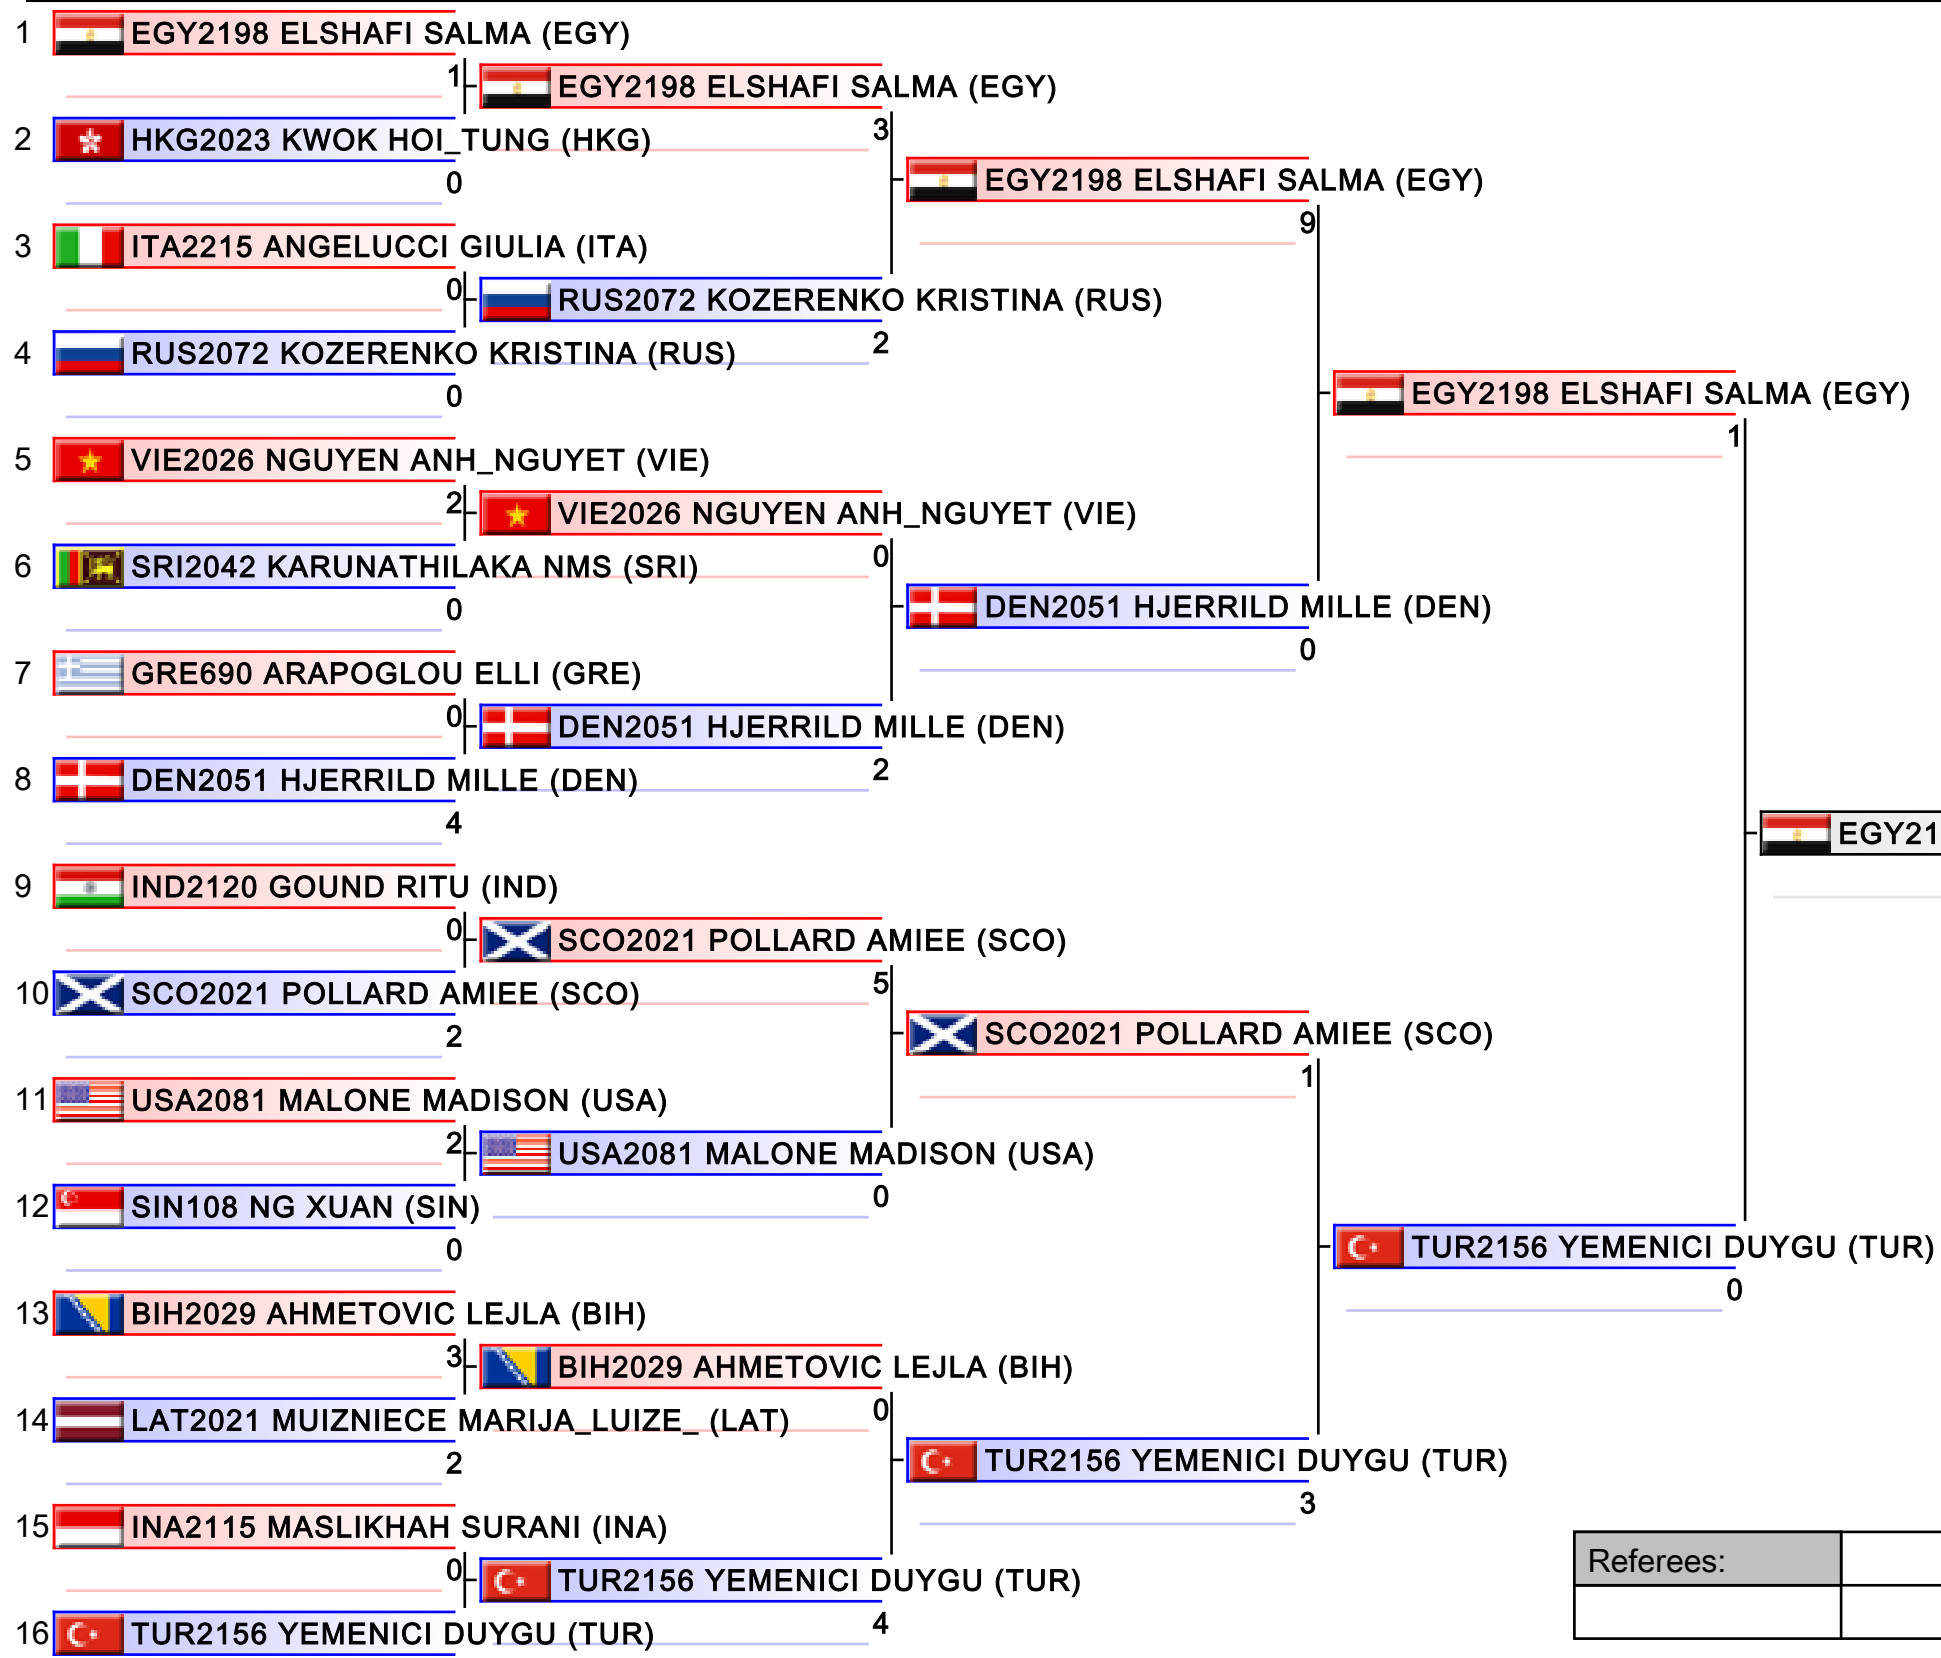 1 EGY2198 ELSHAFI SALMA (EGY)
1 EGY2198 ELSHAFI SALMA (EGY)
2 HKG2023 KWOK HOI_TUNG (HKG)
3
0
EGY2198 ELSHAFI SALMA (EGY)
9
3 ITA2215 ANGELUCCI GIULIA (ITA)
0 RUS2072 KOZERENKO KRISTINA (RUS)
4 RUS2072 KOZERENKO KRISTINA (RUS)
2
0
EGY2198 ELSHAFI SALMA (EGY)
1
5 VIE2026 NGUYEN ANH_NGUYET (VIE)
2 VIE2026 NGUYEN ANH_NGUYET (VIE)
6 SRI2042 KARUNATHILAKA NMS (SRI)
0
0
DEN2051 HJERRILD MILLE (DEN)
0
7 GRE690 ARAPOGLOU ELLI (GRE)
0 DEN2051 HJERRILD MILLE (DEN)
8 DEN2051 HJERRILD MILLE (DEN)
2
4
EGY21
9 IND2120 GOUND RITU (IND)
0 SCO2021 POLLARD AMIEE (SCO)
10 SCO2021 POLLARD AMIEE (SCO)
5
2
SCO2021 POLLARD AMIEE (SCO)
1
11 USA2081 MALONE MADISON (USA)
2 USA2081 MALONE MADISON (USA)
12 SIN108 NG XUAN (SIN)
0
0
TUR2156 YEMENICI DUYGU (TUR)
0
13 BIH2029 AHMETOVIC LEJLA (BIH)
3 BIH2029 AHMETOVIC LEJLA (BIH)
14 LAT2021 MUIZNIECE MARIJA_LUIZE_ (LAT)
0
2
TUR2156 YEMENICI DUYGU (TUR)
3
15 INA2115 MASLIKHAH SURANI (INA)
0 TUR2156 YEMENICI DUYGU (TUR)
16 TUR2156 YEMENICI DUYGU (TUR)
4
Referees: